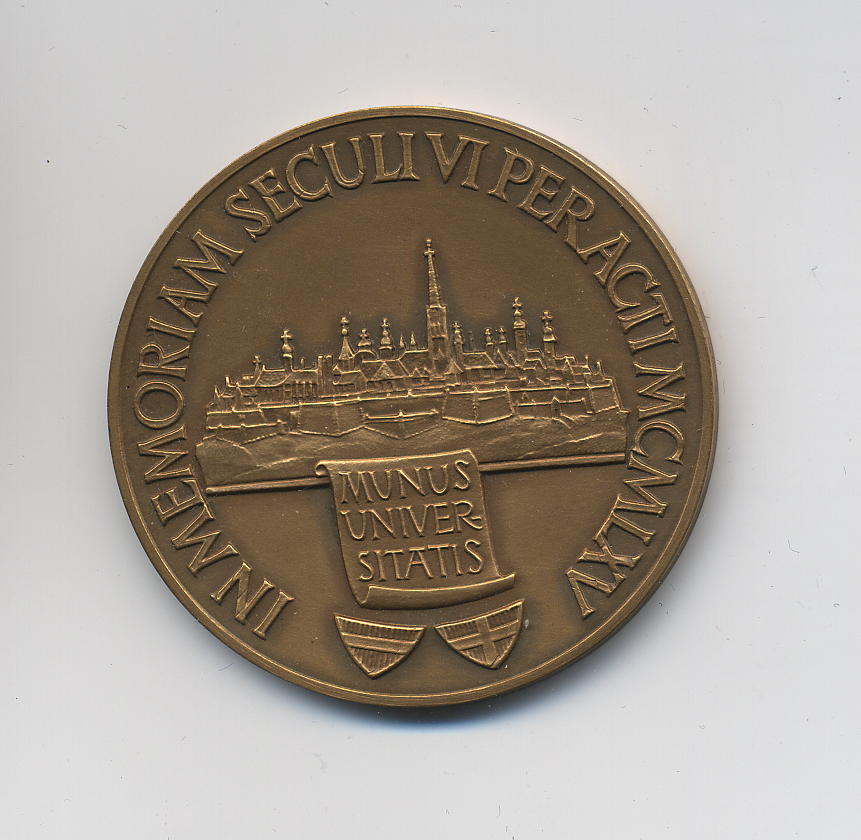 IN MEMORIAM SECULI VI PERACTI MCMLXV
MUNUS
UNIVER-
SITATIS